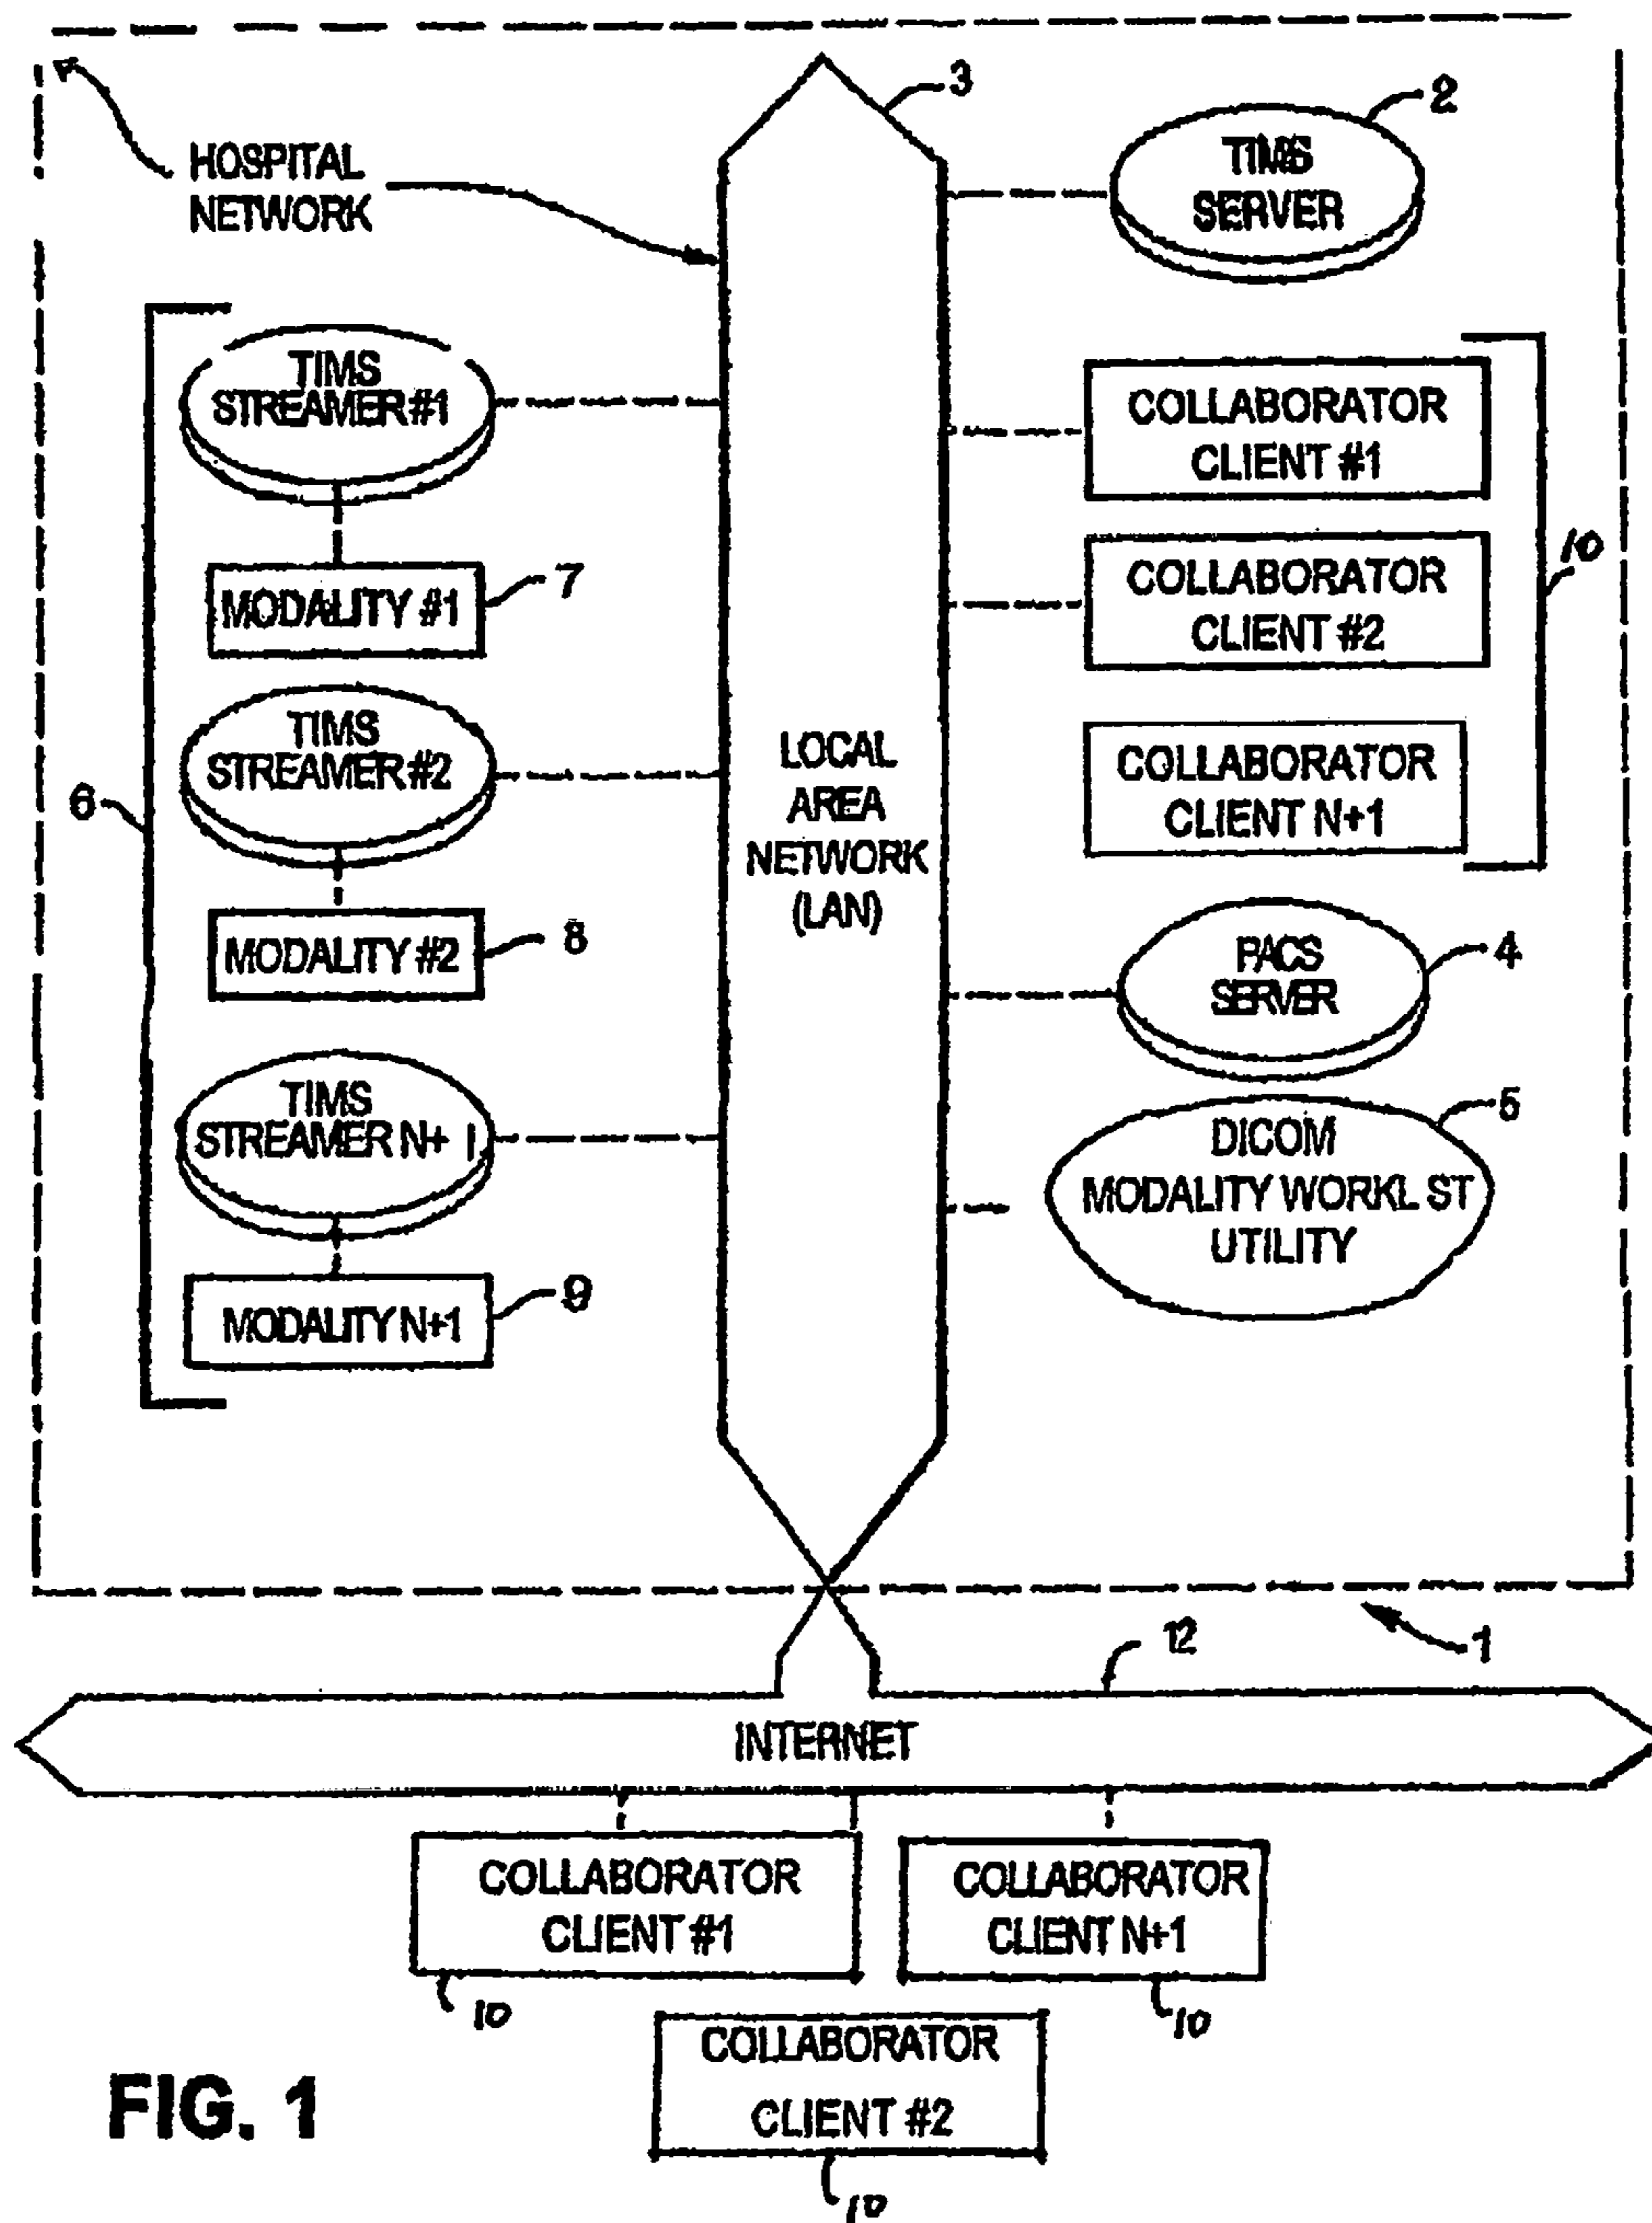 3
2
HOSPITAL
NETWORK
TIMS
SERVER
TIMS
STREAMER #1
COLLABORATOR
CLIENT #1
10
MODALITY #1
7
COLLABORATOR
CLIENT #2
TIMS
STREAMER #2
6
LOCAL
AREA
NETWORK
(LAN)
COLLABORATOR
CLIENT N+1
MODALITY #2
8
PACS
SERVER
4
TIMS
STREAMER N+ 1
5
DICOM
MODALITY WORKL ST
UTILITY
MODALITY N+1
9
1
12
INTERNET
COLLABORATOR
CLIENT #1
10
COLLABORATOR
CLIENT N+1
10
COLLABORATOR
CLIENT #2
10
FIG. 1